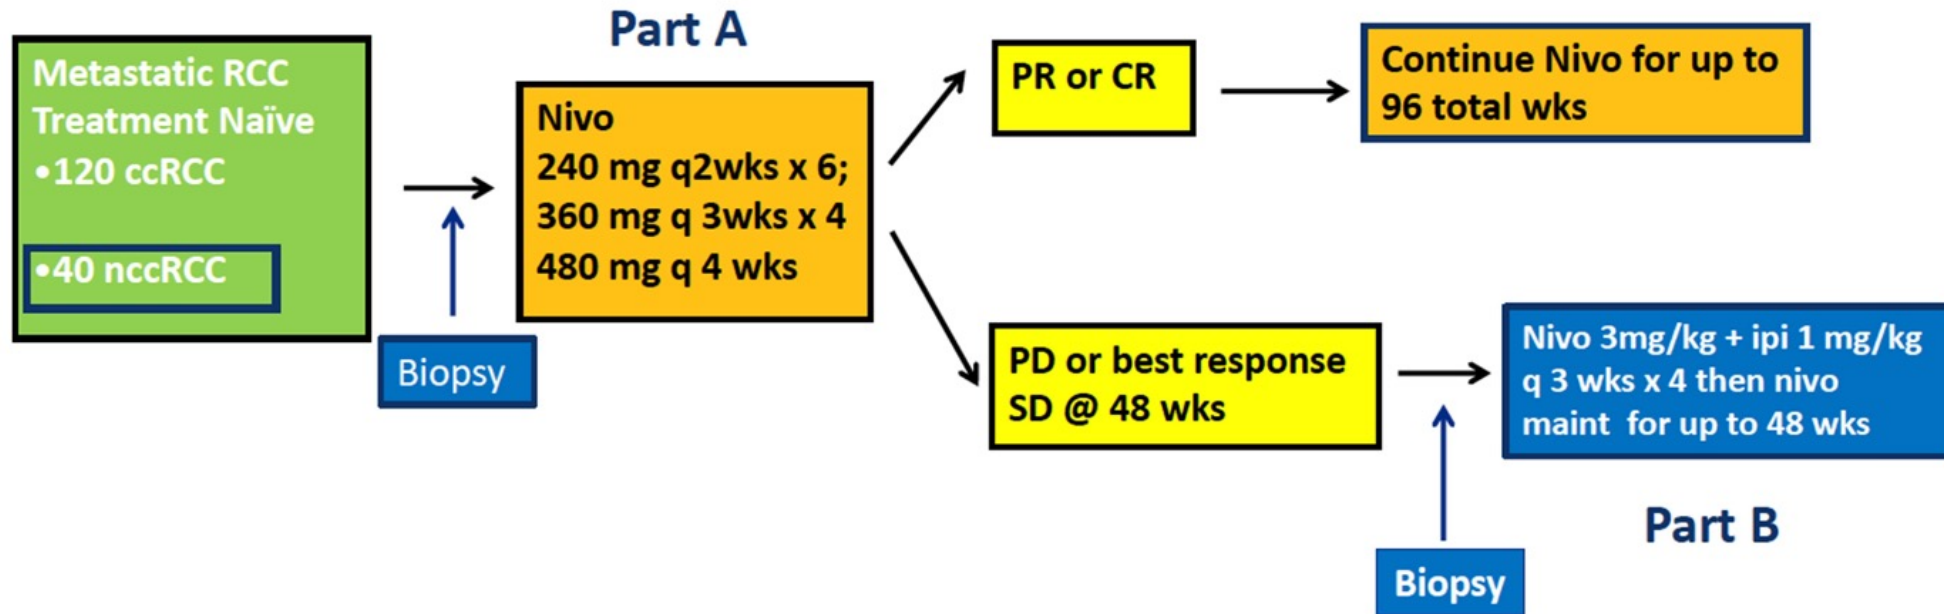 Part A
Metastatic RCC
Treatment Naïve
•120 ccRCC
•40 nccRCC
Biopsy
Nivo
240 mg q2wks x 6;
360 mg q 3wks x 4
480 mg q 4 wks
PR or CR
Continue Nivo for up to
96 total wks
PD or best response
SD @ 48 wks
Biopsy
Nivo 3mg/kg + ipi 1 mg/kg
q 3 wks x 4 then nivo
maint for up to 48 wks
Part B